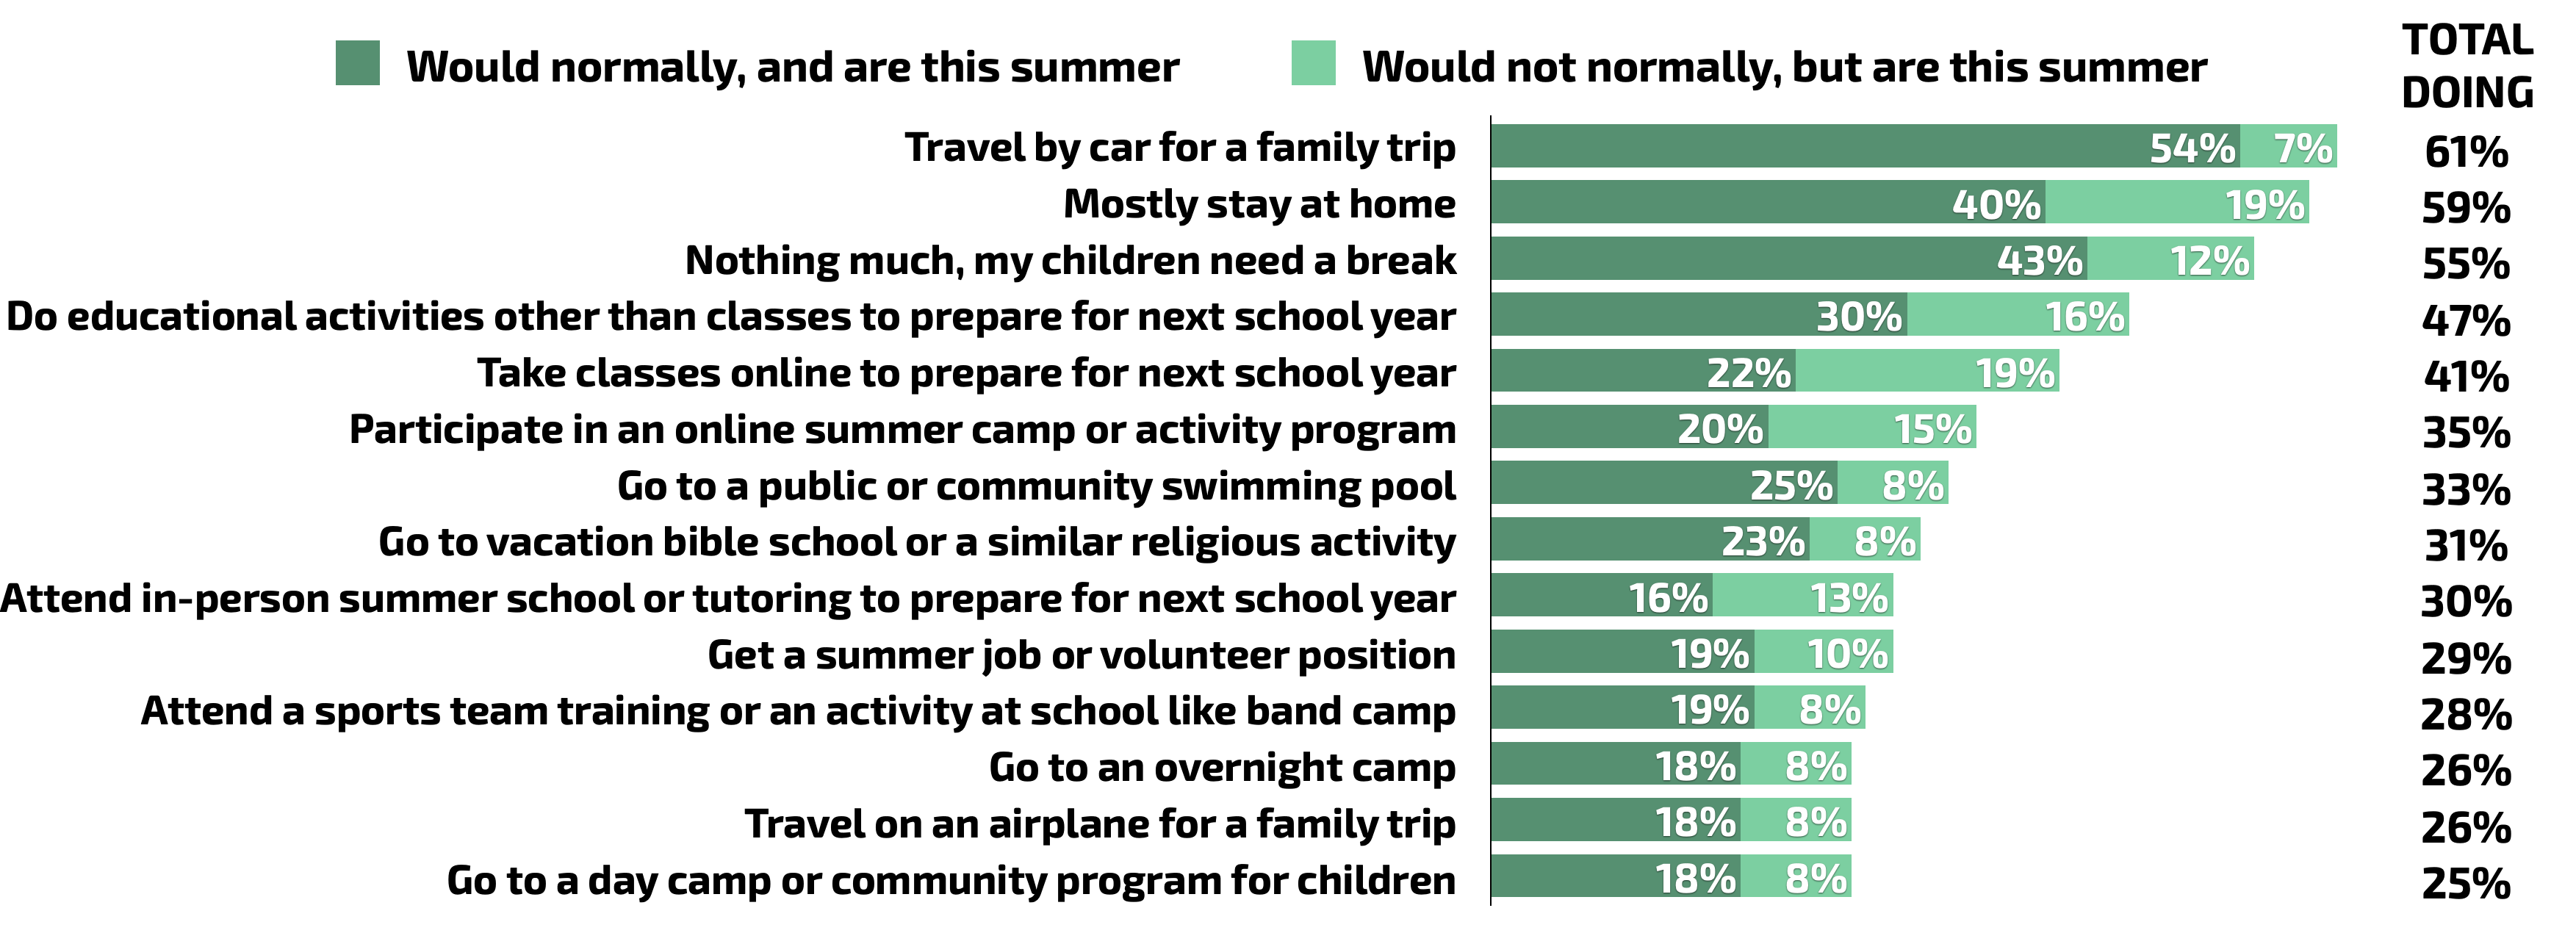 Would normally, and are this summer
Would not normally, but are this summer
TOTAL
DOING
Travel by car for a family trip 54% 7% 61%
Mostly stay at home 40% 19% 59%
Nothing much, my children need a break 43% 12% 55%
Do educational activities other than classes to prepare for next school year 30% 16% 47%
Take classes online to prepare for next school year 22% 19% 41%
Participate in an online summer camp or activity program 20% 15% 35%
Go to a public or community swimming pool 25% 8% 33%
Go to vacation bible school or a similar religious activity 23% 8% 31%
Attend in-person summer school or tutoring to prepare for next school year 16% 13% 30%
Get a summer job or volunteer position 19% 10% 29%
Attend a sports team training or an activity at school like band camp 19% 8% 28%
Go to an overnight camp 18% 8% 26%
Travel on an airplane for a family trip 18% 8% 26%
Go to a day camp or community program for children 18% 8% 25%